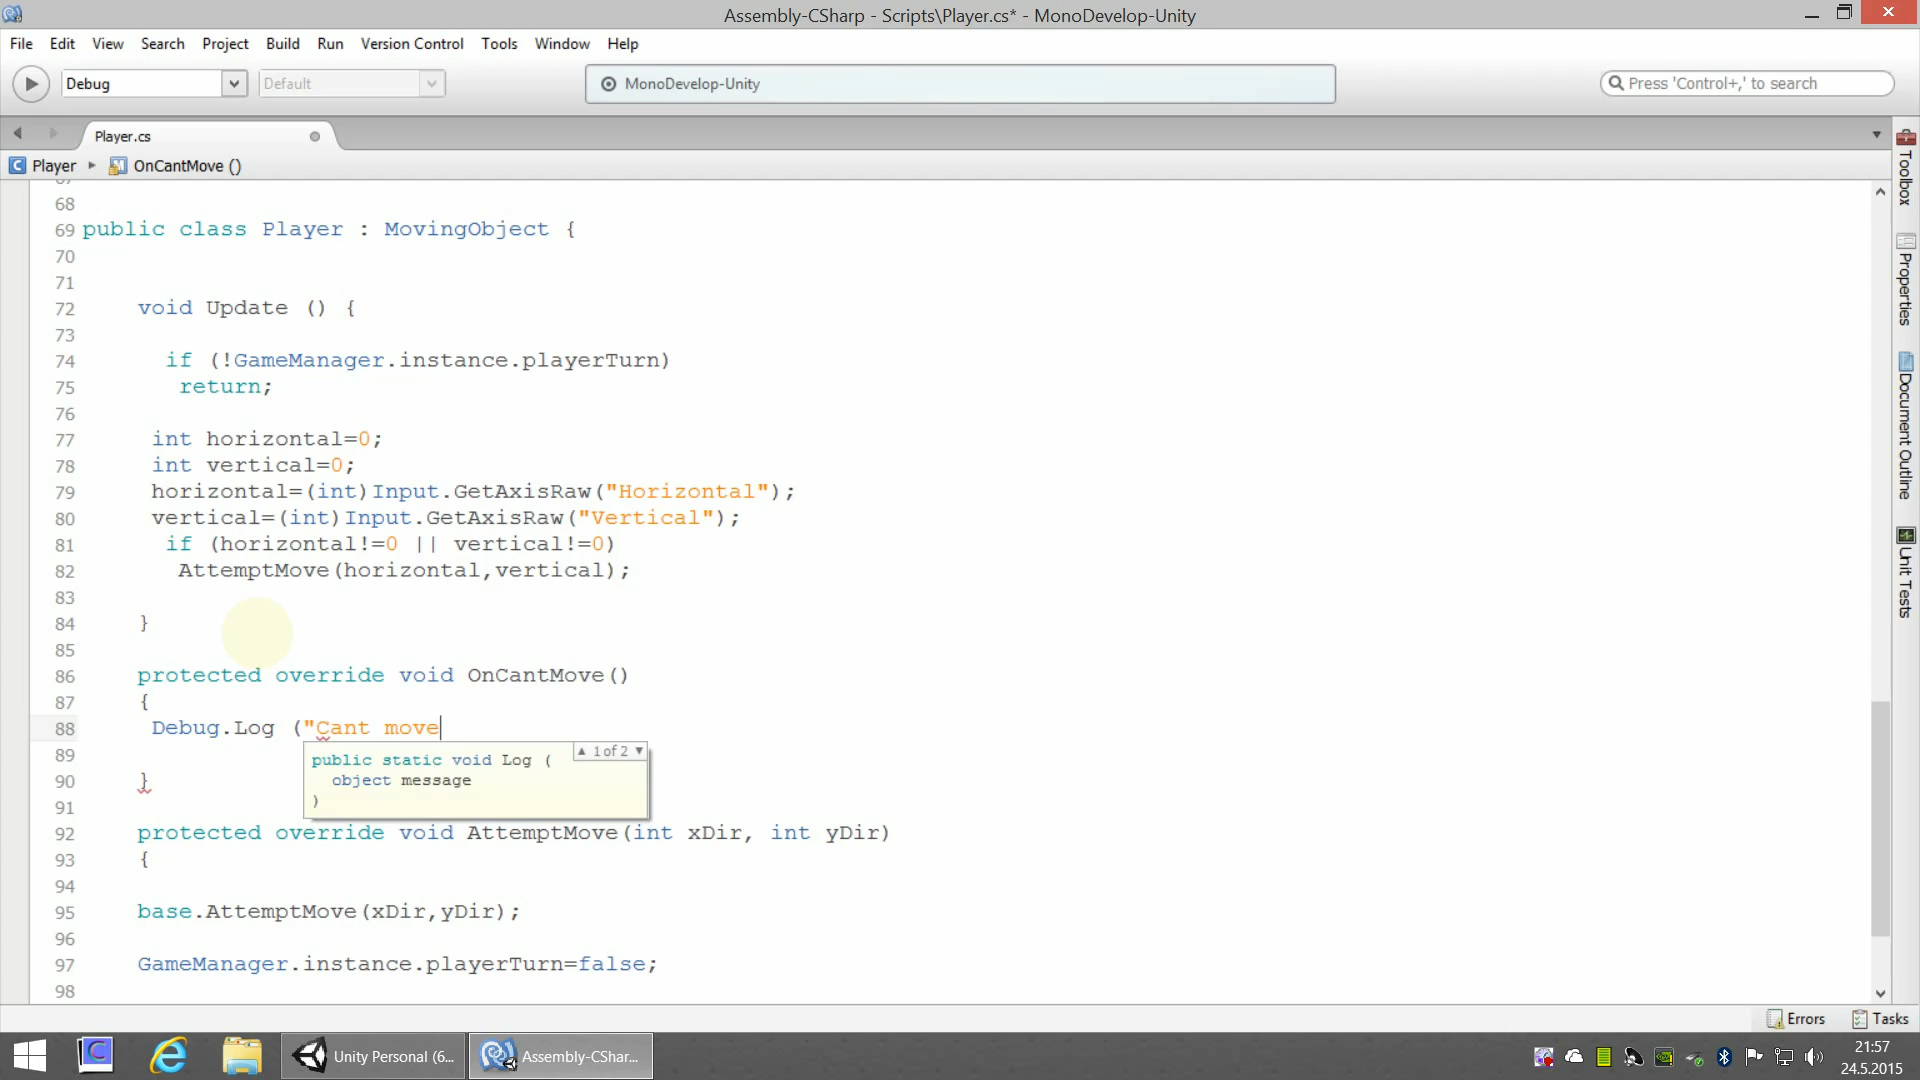 Assembly-CSharp - Scripts\Player.cs* - MonoDevelop-Unity
File Edit View Search Project Build Run Version Control Tools Window Help
Debug Default MonoDevelop-Unity Press 'Control+,' to search
Player.cs
Player OnCantMove ()
68
69 public class Player : MovingObject {
70
71
72 void Update () {
73
74 if (!GameManager.instance.playerTurn)
75 return;
76
77 int horizontal=0;
78 int vertical=0;
79 horizontal=(int)Input.GetAxisRaw("Horizontal");
80 vertical=(int)Input.GetAxisRaw("Vertical");
81 if (horizontal!=0 || vertical!=0)
82 AttemptMove(horizontal,vertical);
83
84 }
85
86 protected override void OnCantMove()
87 {
88 Debug.Log ("Cant move
89
▲ 1 of 2 ▼
public static void Log (
object message
)
90 }
91
92 protected override void AttemptMove(int xDir, int yDir)
93 {
94
95 base.AttemptMove(xDir,yDir);
96
97 GameManager.instance.playerTurn=false;
98
Toolbox
Properties
Document Outline
Unit Tests
Errors Tasks
Unity Personal (6... Assembly-CShar...
21:57
24.5.2015